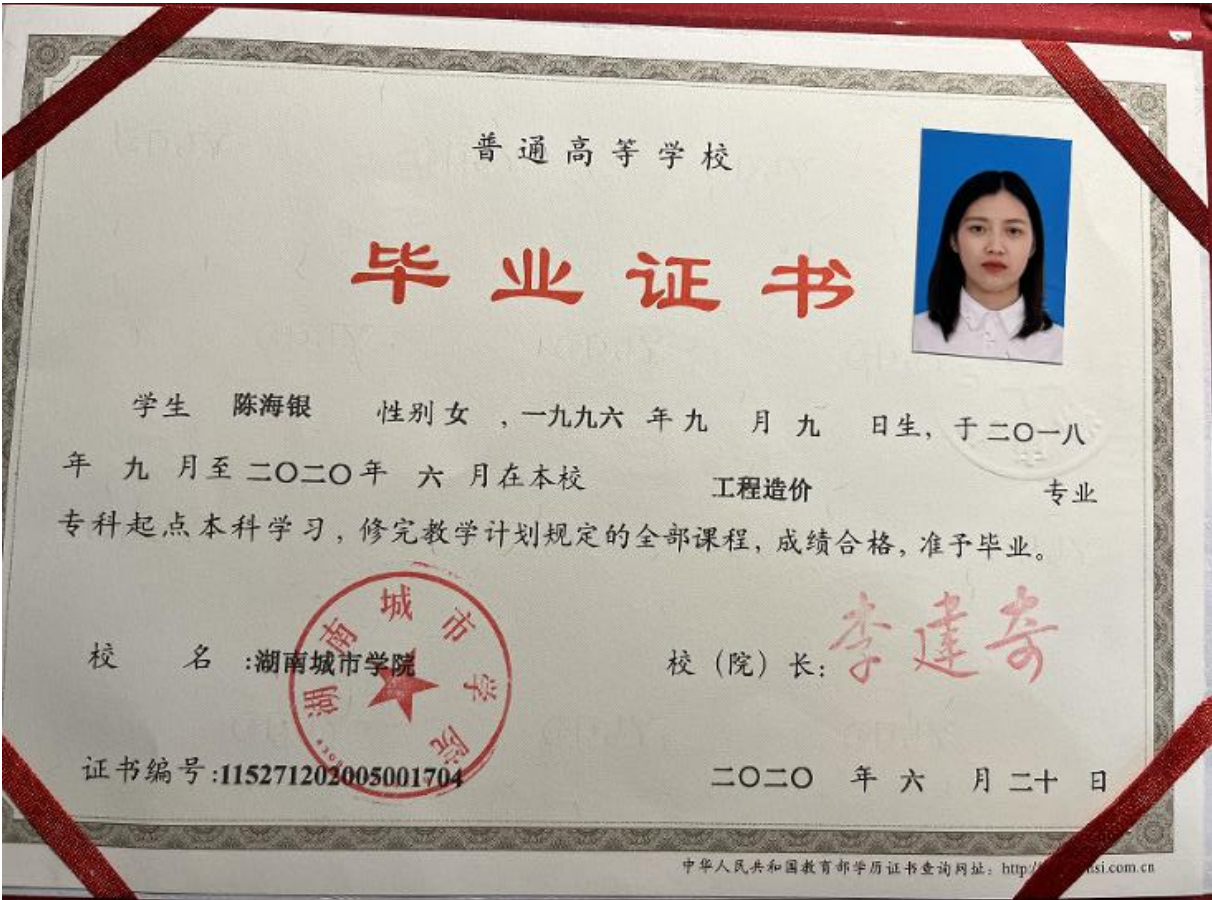 普通高等学校
毕业证书
学生 陈海银 性别 女 ，一九九六 年 九 月 九 日生，于 二〇一八
年 九 月至 二〇二〇 年 六 月在本校 工程造价 专业
专科起点本科学习，修完教学计划规定的全部课程，成绩合格，准予毕业。
校 名 :湖南城市学院
湖南城市学院
校（院）长: 李建奇
证书编号:115271202005001704
二〇二〇 年 六 月 二十 日
中华人民共和国教育部学历证书查询网址：http:/ si.com.cn